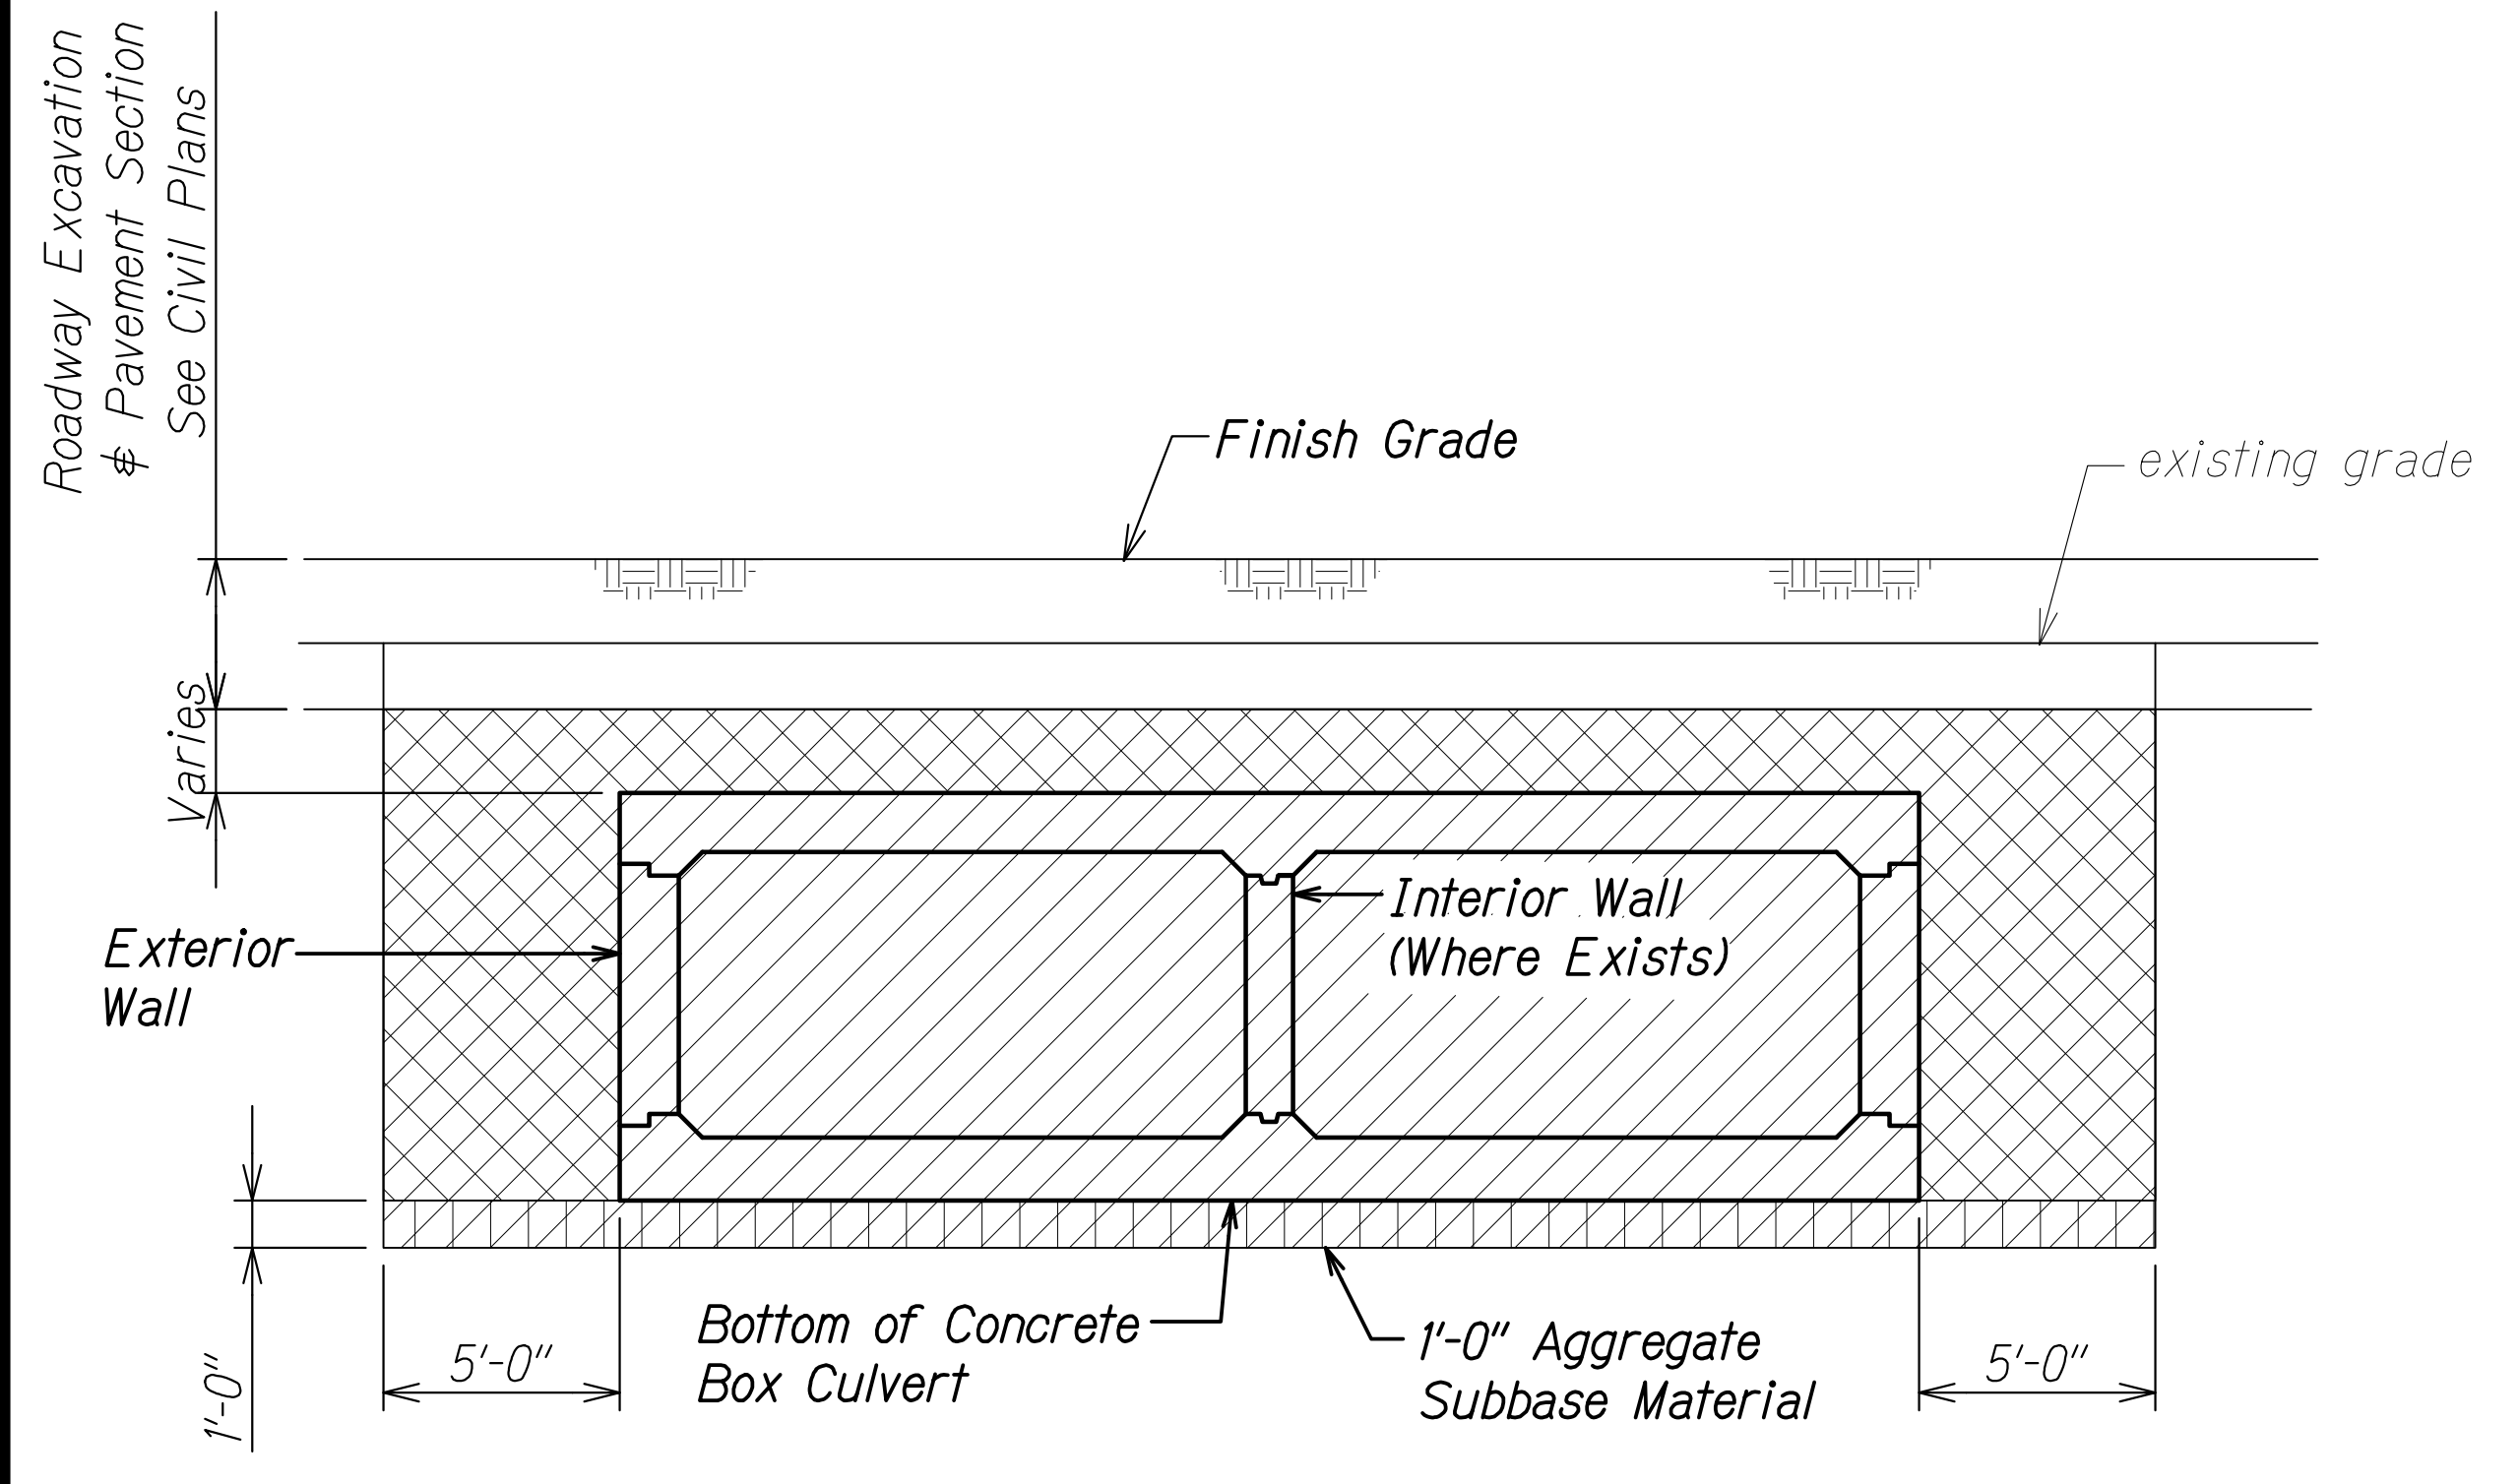 Roadway Excavation
& Pavement Section
See Civil Plans
Finish Grade
existing grade
Varies
Interior Wall
(Where Exists)
Exterior
Wall
Bottom of Concrete
Box Culvert
1'-0" Aggregate
Subbase Material
5'-0"
5'-0"
1'-0"